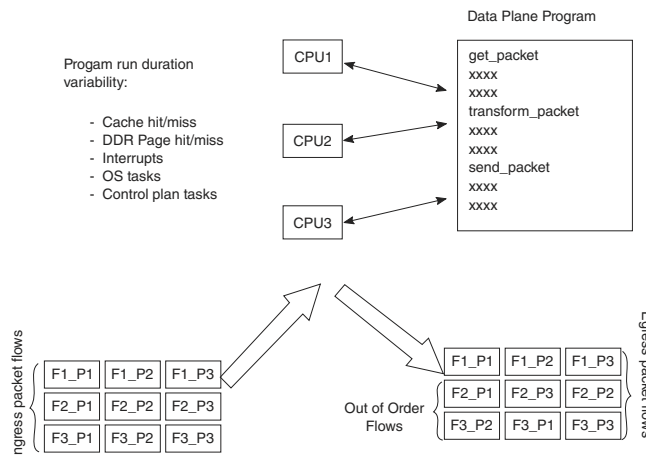 Data Plane Program
Progam run duration
variability:
- Cache hit/miss
- DDR Page hit/miss
- Interrupts
- OS tasks
- Control plan tasks
CPU1
CPU2
CPU3
get_packet
xxxx
xxxx
transform_packet
xxxx
xxxx
send_packet
xxxx
xxxx
ngress packet flows
F1_P1 F1_P2 F1_P3
F2_P1 F2_P2 F2_P3
F3_P1 F3_P2 F3_P3
Out of Order
Flows
F1_P1 F1_P2 F1_P3
F2_P1 F2_P3 F2_P2
F3_P2 F3_P1 F3_P3
Egress packet flows